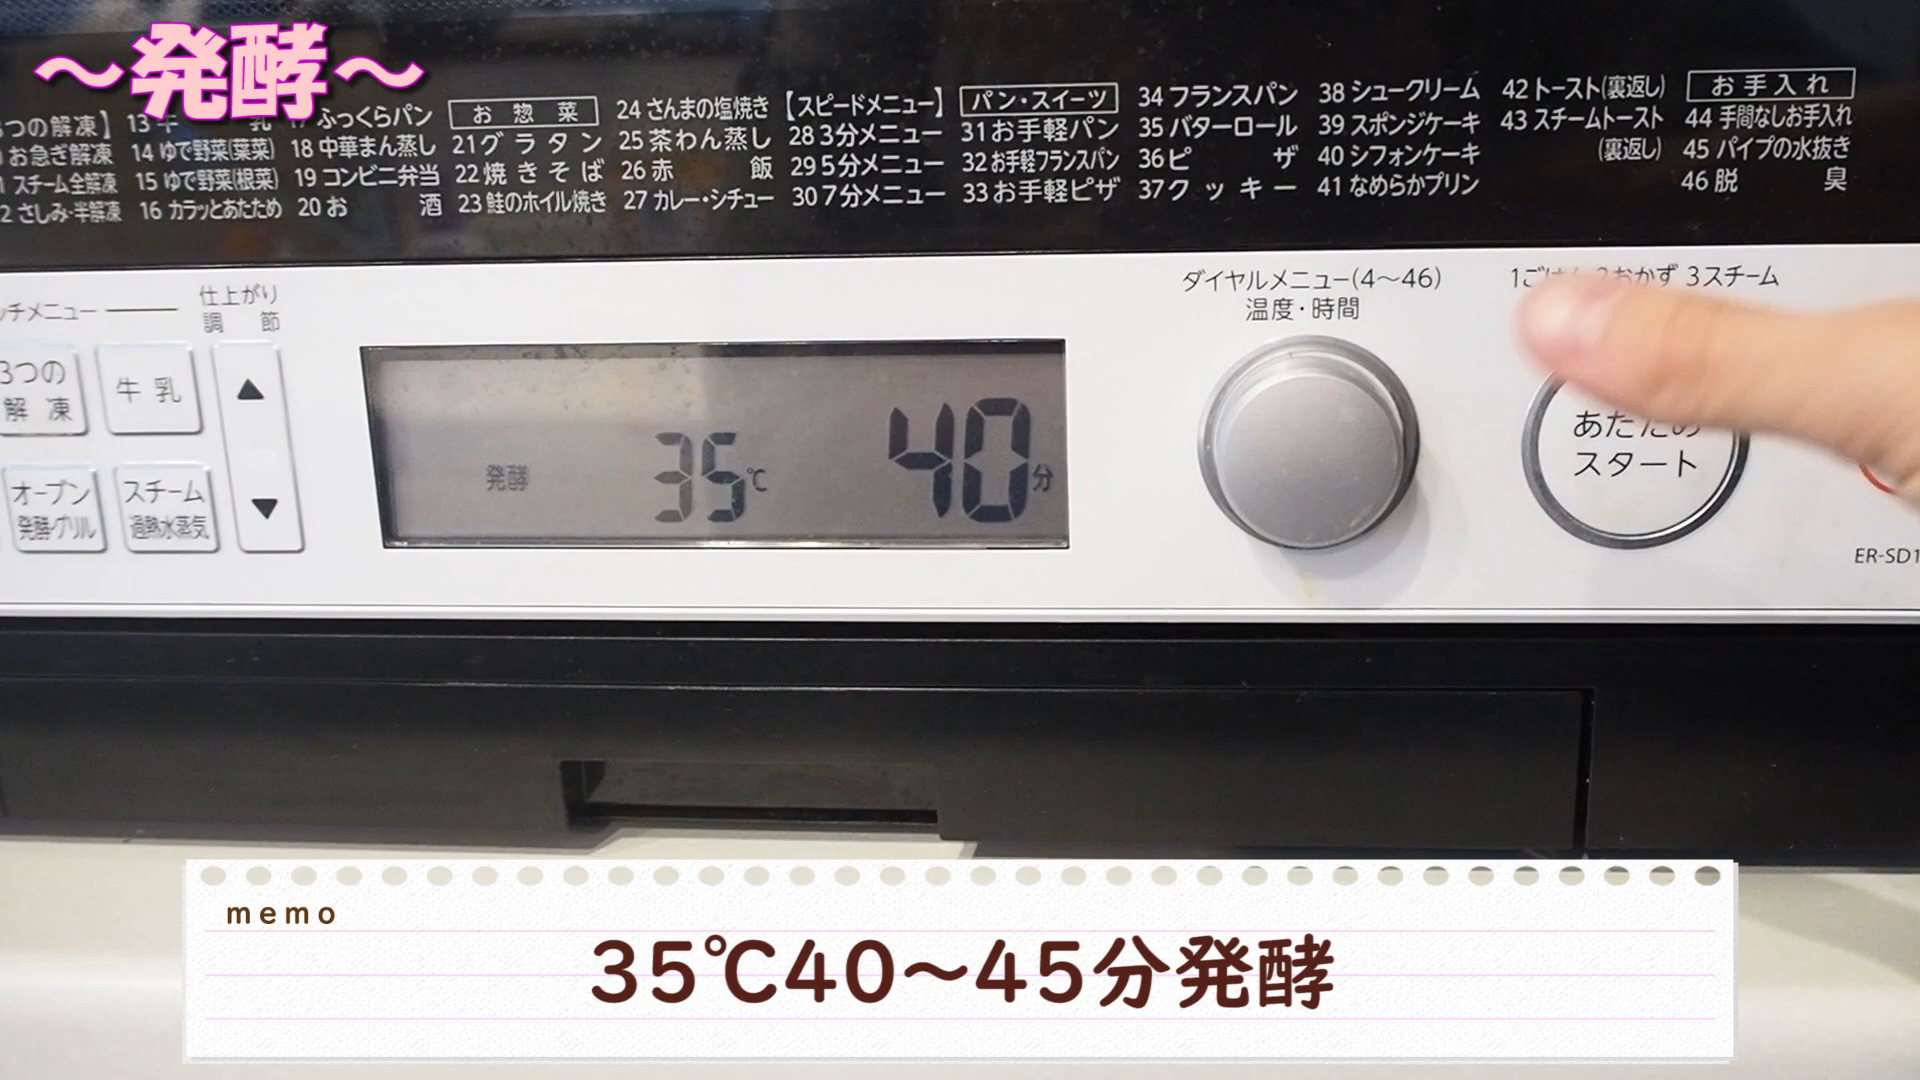 ～発酵～
つの解凍】
お急ぎ解凍
スチーム全解凍
さしみ・半解凍
13 牛乳
14 ゆで野菜(葉菜)
15 ゆで野菜(根菜)
16 カラッとあたため
ふっくらパン
18 中華まん蒸し
19 コンビニ弁当
20 お酒
お惣菜
21 グラタン
22 焼きそば
23 鮭のホイル焼き
24 さんまの塩焼き
25 茶わん蒸し
26 赤飯
27 カレー・シチュー
【スピードメニュー】
28 3分メニュー
29 5分メニュー
30 7分メニュー
パン・スイーツ
31 お手軽パン
32 お手軽フランスパン
33 お手軽ピザ
34 フランスパン
35 バターロール
36 ピザ
37 クッキー
38 シュークリーム
39 スポンジケーキ
40 シフォンケーキ
41 なめらかプリン
42 トースト(裏返し)
43 スチームトースト
(裏返し)
お手入れ
44 手間なしお手入れ
45 パイプの水抜き
46 脱臭
ッチメニュー
仕上がり
調節
3つの
解凍
牛乳
▲
▼
オーブン
発酵・グリル
スチーム
過熱水蒸気
発酵 35℃ 40分
ダイヤルメニュー(4～46)
温度・時間
1ごはん 2おかず 3スチーム
あたため
スタート
ER-SD1
memo
35℃40～45分発酵